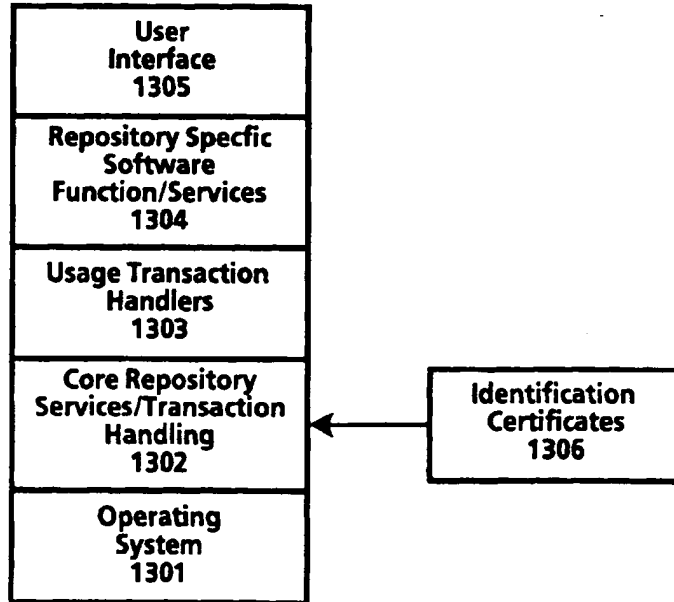 User
Interface
1305
Repository Specfic
Software
Function/Services
1304
Usage Transaction
Handlers
1303
Core Repository
Services/Transaction
Handling
1302
Identification
Certificates
1306
Operating
System
1301